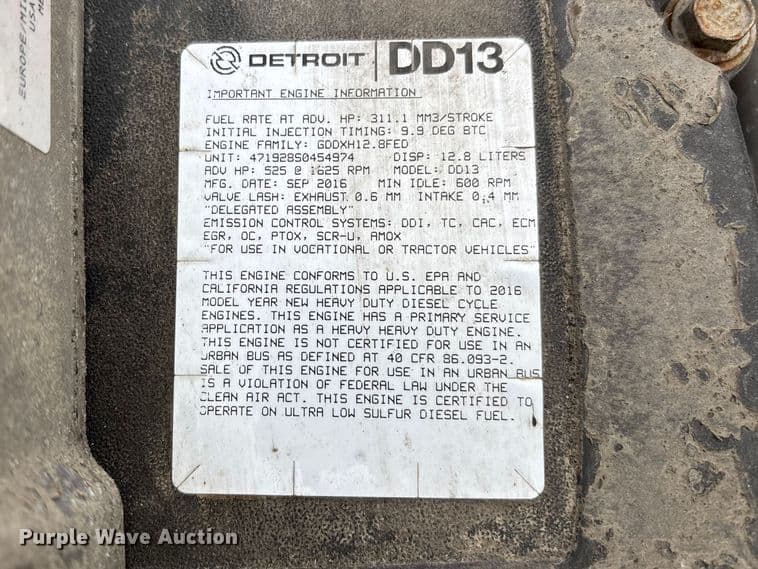 EUROPE/MI
USA
ME
DETROIT | DD13
IMPORTANT ENGINE INFORMATION
FUEL RATE AT ADV. HP: 311.1 MM3/STROKE
INITIAL INJECTION TIMING: 9.9 DEG BTC
ENGINE FAMILY: GDDXH12.8FED
UNIT: 471928S0454974 DISP: 12.8 LITERS
ADV HP: 525 @ 1625 RPM MODEL: DD13
MFG. DATE: SEP 2016 MIN IDLE: 600 RPM
VALVE LASH: EXHAUST 0.6 MM INTAKE 0.4 MM
"DELEGATED ASSEMBLY"
EMISSION CONTROL SYSTEMS: DDI, TC, CAC, ECM
EGR, OC, PTOX, SCR-U, AMOX
"FOR USE IN VOCATIONAL OR TRACTOR VEHICLES"
THIS ENGINE CONFORMS TO U.S. EPA AND
CALIFORNIA REGULATIONS APPLICABLE TO 2016
MODEL YEAR NEW HEAVY DUTY DIESEL CYCLE
ENGINES. THIS ENGINE HAS A PRIMARY SERVICE
APPLICATION AS A HEAVY HEAVY DUTY ENGINE.
THIS ENGINE IS NOT CERTIFIED FOR USE IN AN
URBAN BUS AS DEFINED AT 40 CFR 86.093-2.
SALE OF THIS ENGINE FOR USE IN AN URBAN BUS
IS A VIOLATION OF FEDERAL LAW UNDER THE
CLEAN AIR ACT. THIS ENGINE IS CERTIFIED TO
OPERATE ON ULTRA LOW SULFUR DIESEL FUEL.
Purple Wave Auction